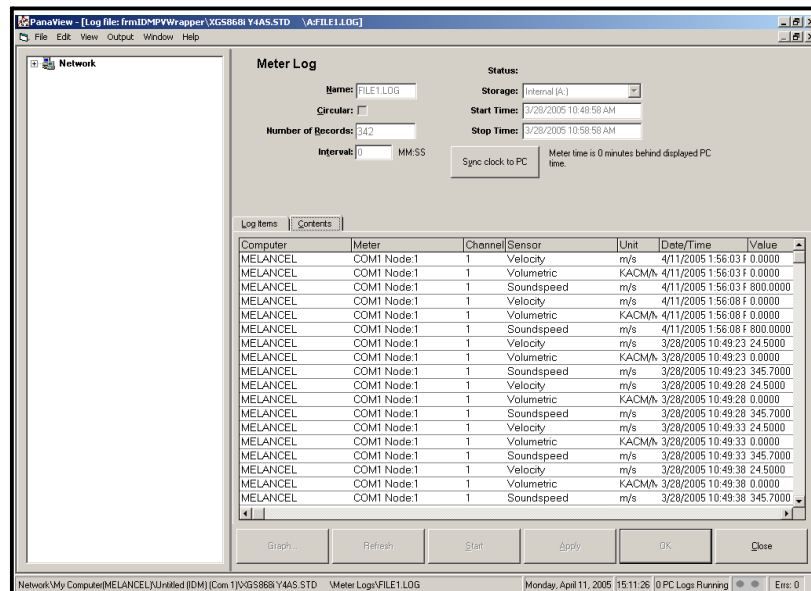 PanaView - [Log file: frmIDMPVWrapper\XGS868i Y4AS.STD \A:FILE1.LOG]
File Edit View Output Window Help
Network
Meter Log
Status:
Name: FILE1.LOG
Storage: Internal (A:)
Circular:
Start Time: 3/28/2005 10:48:58 AM
Number of Records: 342
Stop Time: 3/28/2005 10:58:58 AM
Interval: 0 MM:SS
Sync clock to PC
Meter time is 0 minutes behind displayed PC
time.
Log Items Contents
Computer Meter Channel Sensor Unit Date/Time Value
MELANCEL COM1 Node:1 1 Velocity m/s 4/11/2005 1:56:03 F 0.0000
MELANCEL COM1 Node:1 1 Volumetric KACM/M 4/11/2005 1:56:03 F 0.0000
MELANCEL COM1 Node:1 1 Soundspeed m/s 4/11/2005 1:56:03 F 800.0000
MELANCEL COM1 Node:1 1 Velocity m/s 4/11/2005 1:56:08 F 0.0000
MELANCEL COM1 Node:1 1 Volumetric KACM/M 4/11/2005 1:56:08 F 0.0000
MELANCEL COM1 Node:1 1 Soundspeed m/s 4/11/2005 1:56:08 F 800.0000
MELANCEL COM1 Node:1 1 Velocity m/s 3/28/2005 10:49:23 24.5000
MELANCEL COM1 Node:1 1 Volumetric KACM/M 3/28/2005 10:49:23 0.0000
MELANCEL COM1 Node:1 1 Soundspeed m/s 3/28/2005 10:49:23 345.7000
MELANCEL COM1 Node:1 1 Velocity m/s 3/28/2005 10:49:28 24.5000
MELANCEL COM1 Node:1 1 Volumetric KACM/M 3/28/2005 10:49:28 0.0000
MELANCEL COM1 Node:1 1 Soundspeed m/s 3/28/2005 10:49:28 345.7000
MELANCEL COM1 Node:1 1 Velocity m/s 3/28/2005 10:49:33 24.5000
MELANCEL COM1 Node:1 1 Volumetric KACM/M 3/28/2005 10:49:33 0.0000
MELANCEL COM1 Node:1 1 Soundspeed m/s 3/28/2005 10:49:33 345.7000
MELANCEL COM1 Node:1 1 Velocity m/s 3/28/2005 10:49:38 24.5000
MELANCEL COM1 Node:1 1 Volumetric KACM/M 3/28/2005 10:49:38 0.0000
MELANCEL COM1 Node:1 1 Soundspeed m/s 3/28/2005 10:49:38 345.7000
Graph... Refresh Start Apply OK Close
Network\My Computer(MELANCEL)\Untitled (IDM) (Com 1)\XGS868i Y4AS.STD \Meter Logs\FILE1.LOG Monday, April 11, 2005 15:11:26 0 PC Logs Running Errs: 0